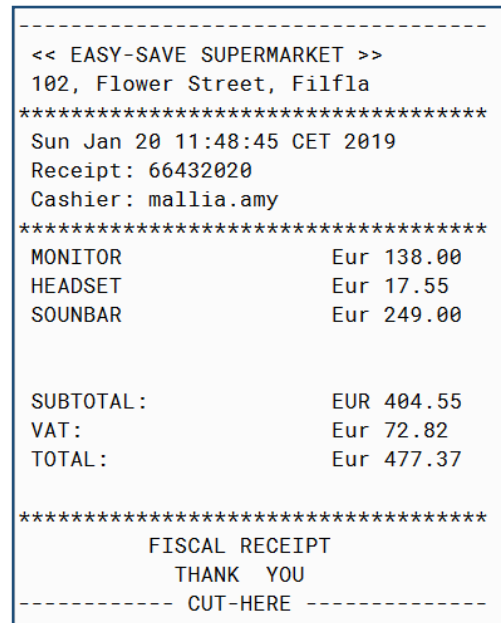 ------------------------------------
<< EASY-SAVE SUPERMARKET >>
102, Flower Street, Filfla
************************************
Sun Jan 20 11:48:45 CET 2019
Receipt: 66432020
Cashier: mallia.amy
************************************
MONITOR Eur 138.00
HEADSET Eur 17.55
SOUNBAR Eur 249.00
SUBTOTAL: EUR 404.55
VAT: Eur 72.82
TOTAL: Eur 477.37
************************************
FISCAL RECEIPT
THANK YOU
------------ CUT-HERE --------------